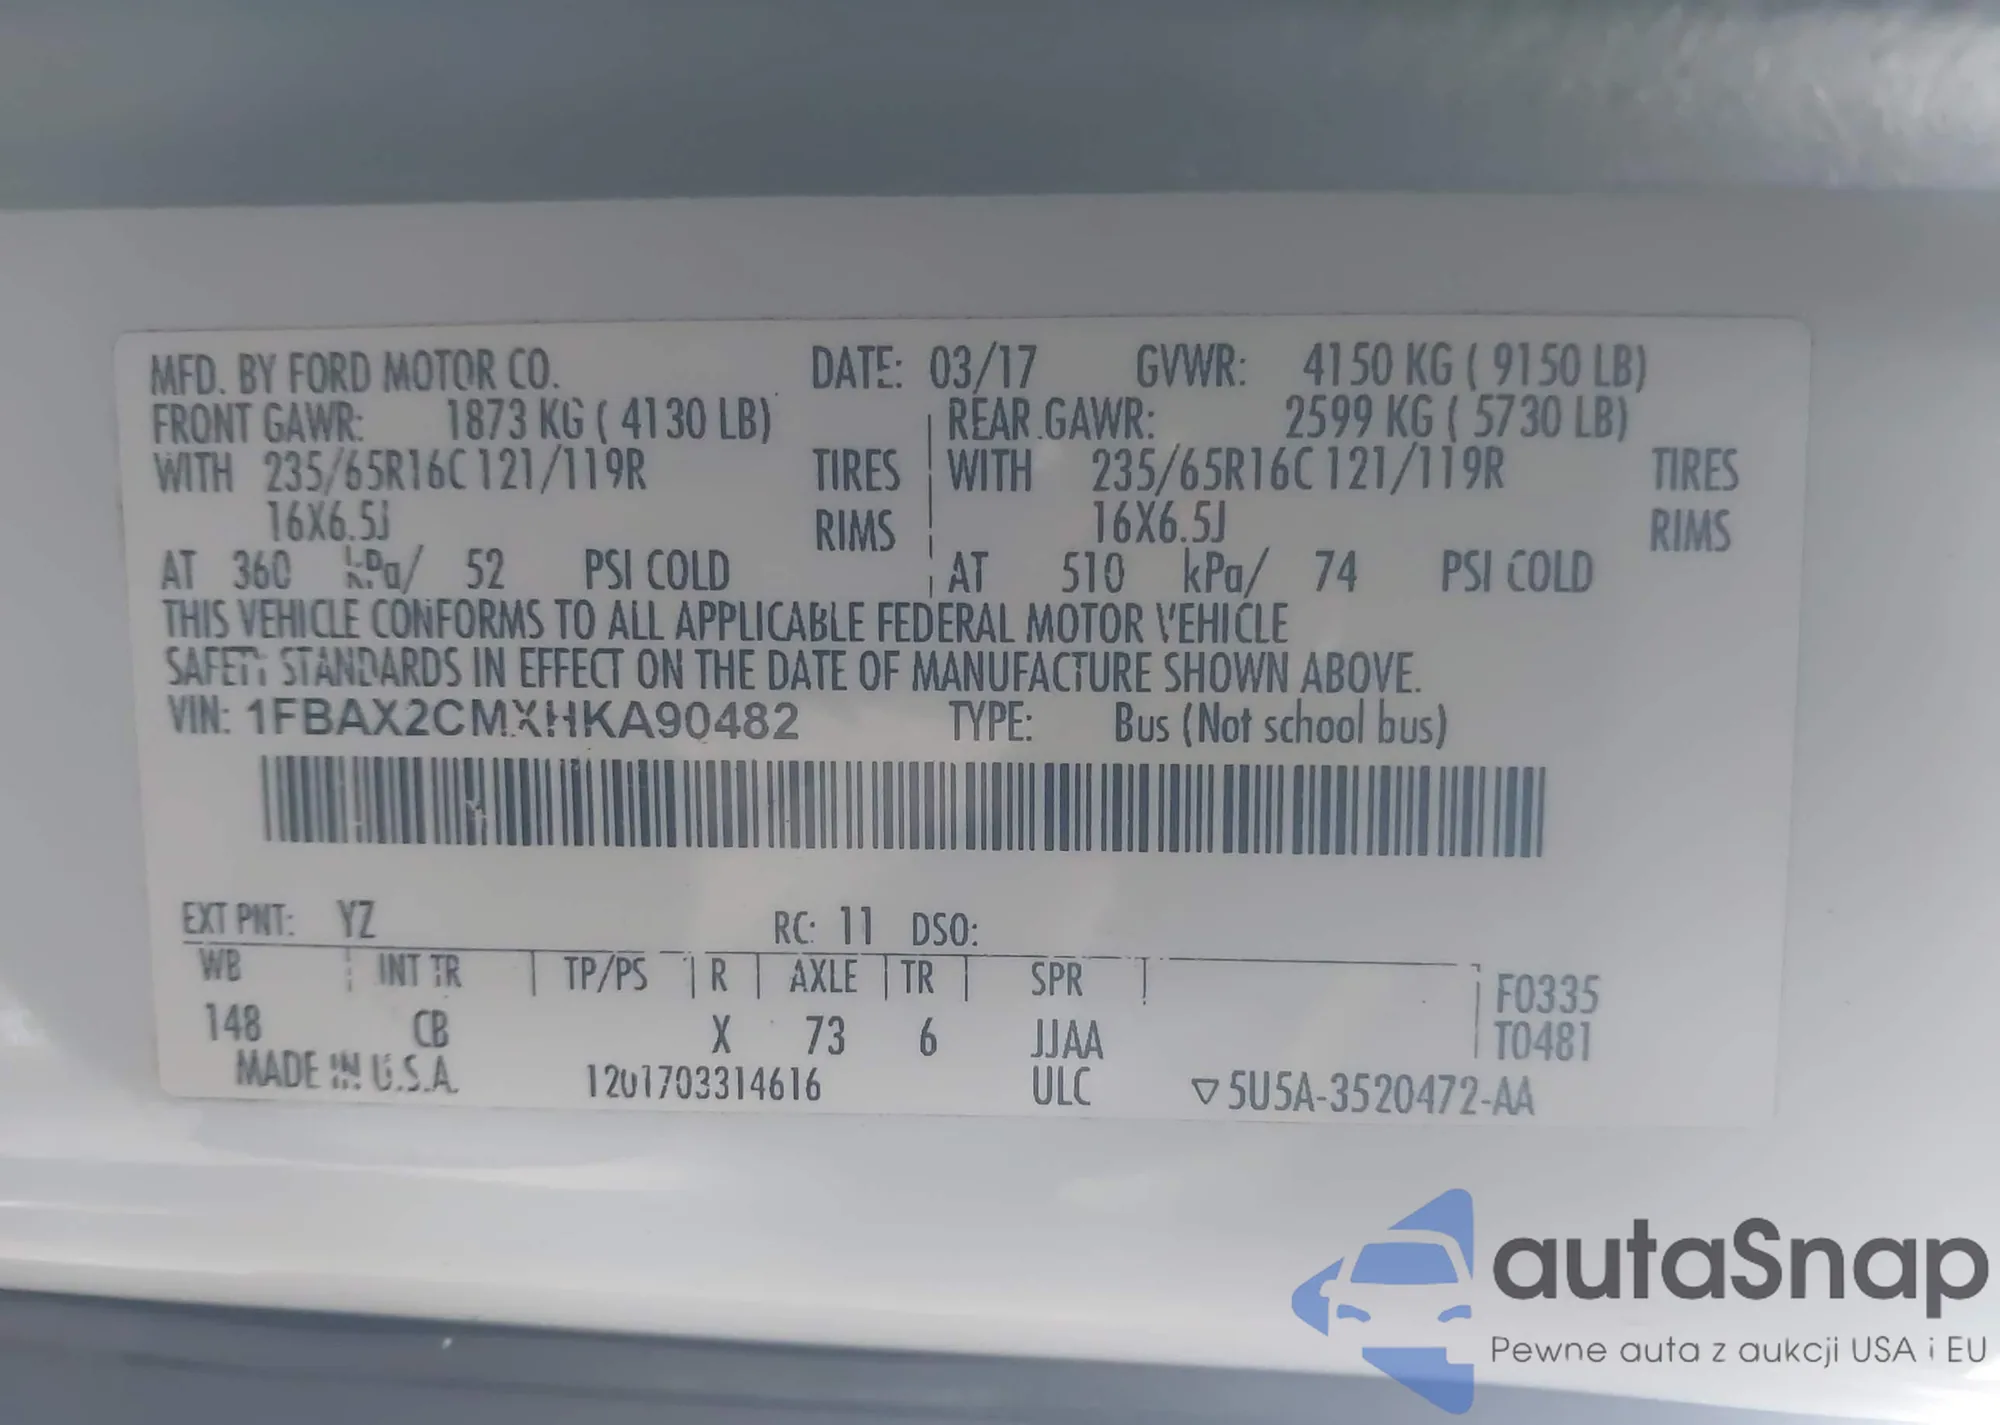 MFD. BY FORD MOTOR CO. DATE: 03/17 GVWR: 4150 KG ( 9150 LB)
FRONT GAWR: 1873 KG ( 4130 LB) REAR GAWR: 2599 KG ( 5730 LB)
WITH 235/65R16C 121/119R TIRES WITH 235/65R16C 121/119R TIRES
16X6.5J RIMS 16X6.5J RIMS
AT 360 kPa/ 52 PSI COLD AT 510 kPa/ 74 PSI COLD
THIS VEHICLE CONFORMS TO ALL APPLICABLE FEDERAL MOTOR VEHICLE
SAFETY STANDARDS IN EFFECT ON THE DATE OF MANUFACTURE SHOWN ABOVE.
VIN: 1FBAX2CMXHKA90482 TYPE: Bus (Not school bus)
EXT PNT: YZ RC: 11 DSO:
WB INT TR TP/PS R AXLE TR SPR
F0335
148 CB X 73 6 JJAA T0481
MADE IN U.S.A. 1201703314616 ULC ▽5U5A-3520472-AA
autaSnap
Pewne auta z aukcji USA i EU